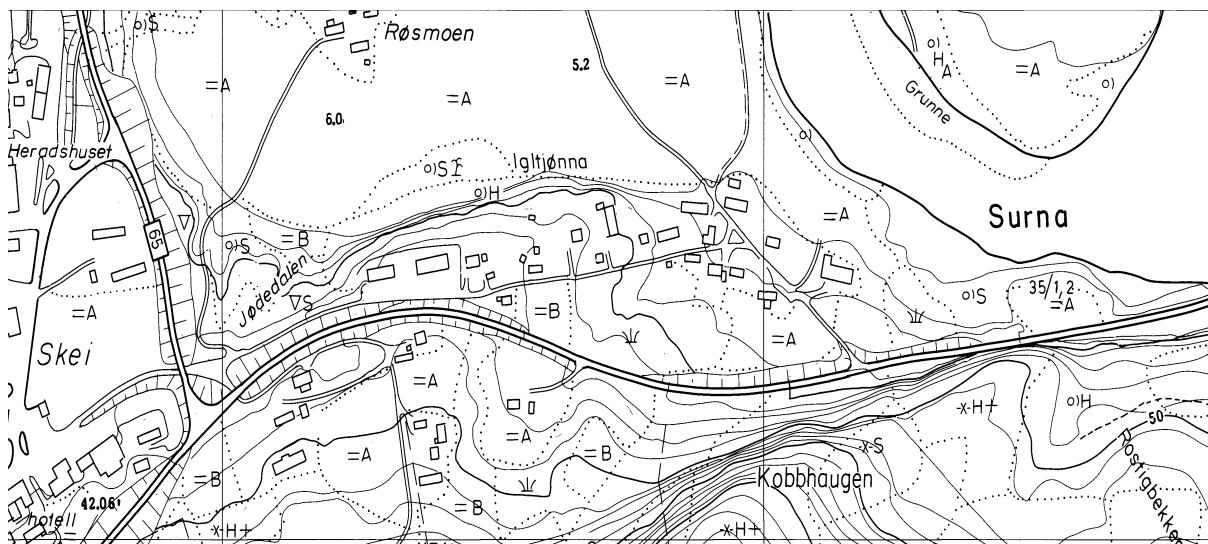 o)S
Røsmoen
5.2
=A
o)
H
A
=A
o)
=A
=A
6.0
Grunne
Heradshuset
o)
o)S
Igltjønna
o)H
=A
Surna
65
o)S
=B
Jødedalen
S
o)S
35/1,2
=A
=A
=B
Skei
=A
=A
o)H
-x-H+
50
=A
x-S
=A
=B
=B
Kobbhaugen
Rostigbekken
42.06
=B
hotell
-x-H+
-x-H+